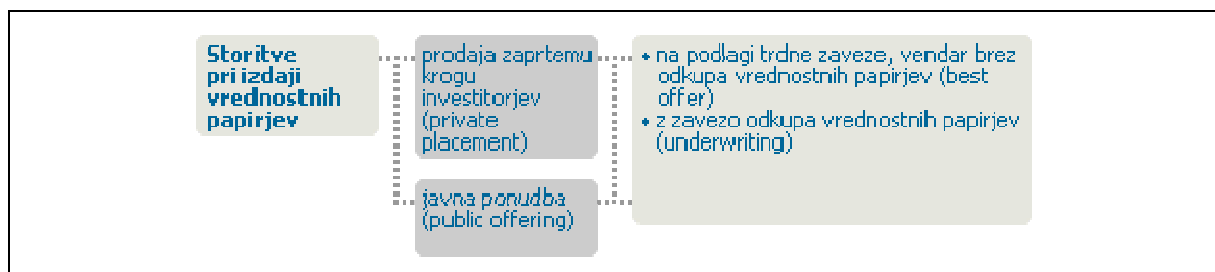 Storitve
pri izdaji
vrednostnih
papirjev
prodaja zaprtemu
krogu
investitorjev
(private
placement)
javna ponudba
(public offering)
• na podlagi trdne zaveze, vendar brez
odkupa vrednostnih papirjev (best
offer)
• z zavezo odkupa vrednostnih papirjev
(underwriting)